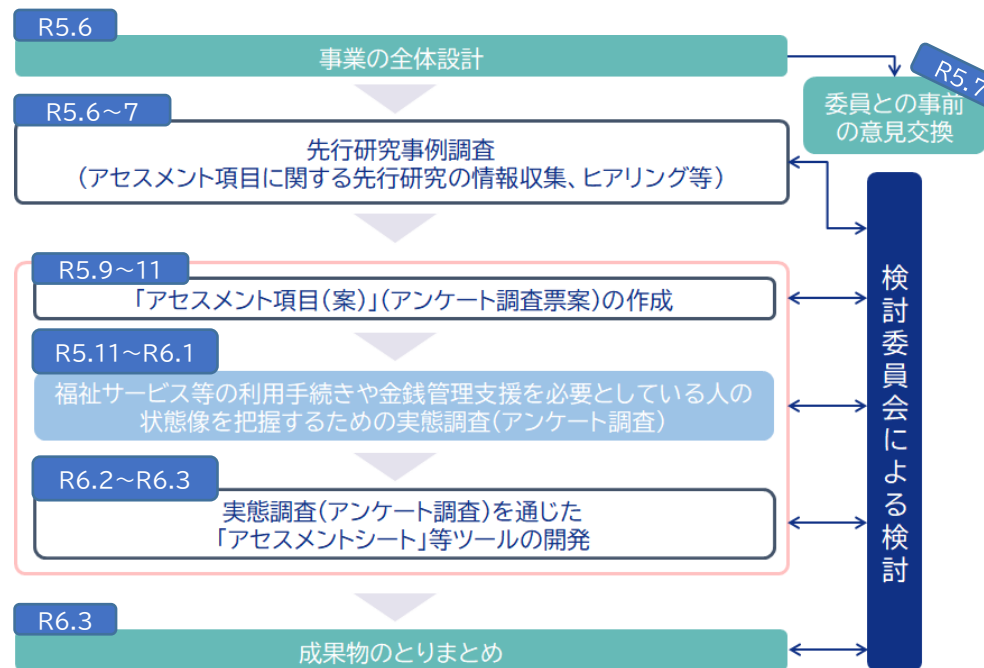 R5.6
事業の全体設計
R5.7
委員との事前
の意見交換
R5.6～7
先行研究事例調査
（アセスメント項目に関する先行研究の情報収集、ヒアリング等）
R5.9～11
「アセスメント項目（案）」（アンケート調査票案）の作成
R5.11～R6.1
福祉サービス等の利用手続きや金銭管理支援を必要としている人の
状態像を把握するための実態調査（アンケート調査）
R6.2～R6.3
実態調査（アンケート調査）を通じた
「アセスメントシート」等ツールの開発
R6.3
成果物のとりまとめ
検討委員会による検討